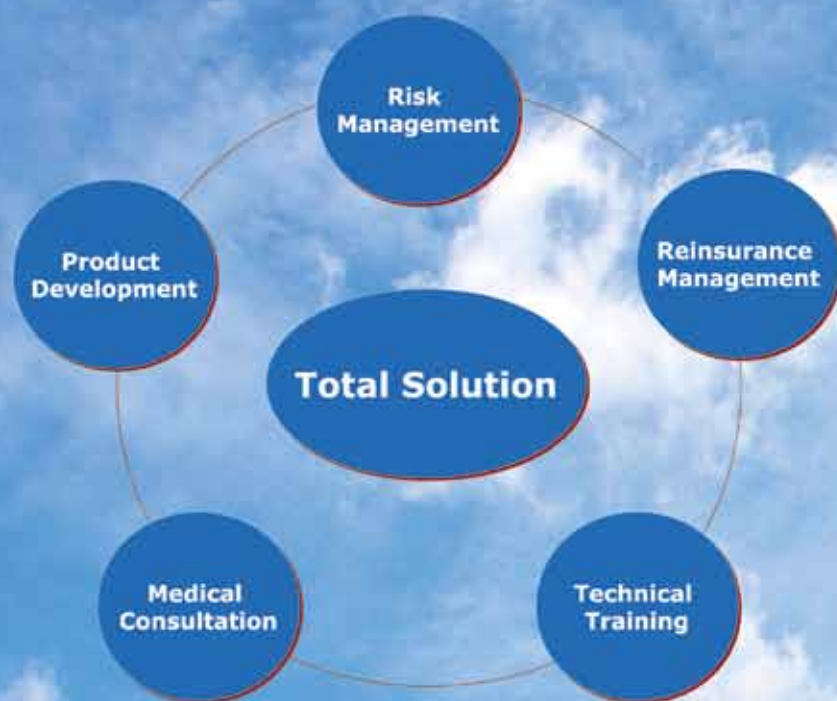 Risk
Management
Reinsurance
Management
Product
Development
Total Solution
Medical
Consultation
Technical
Training